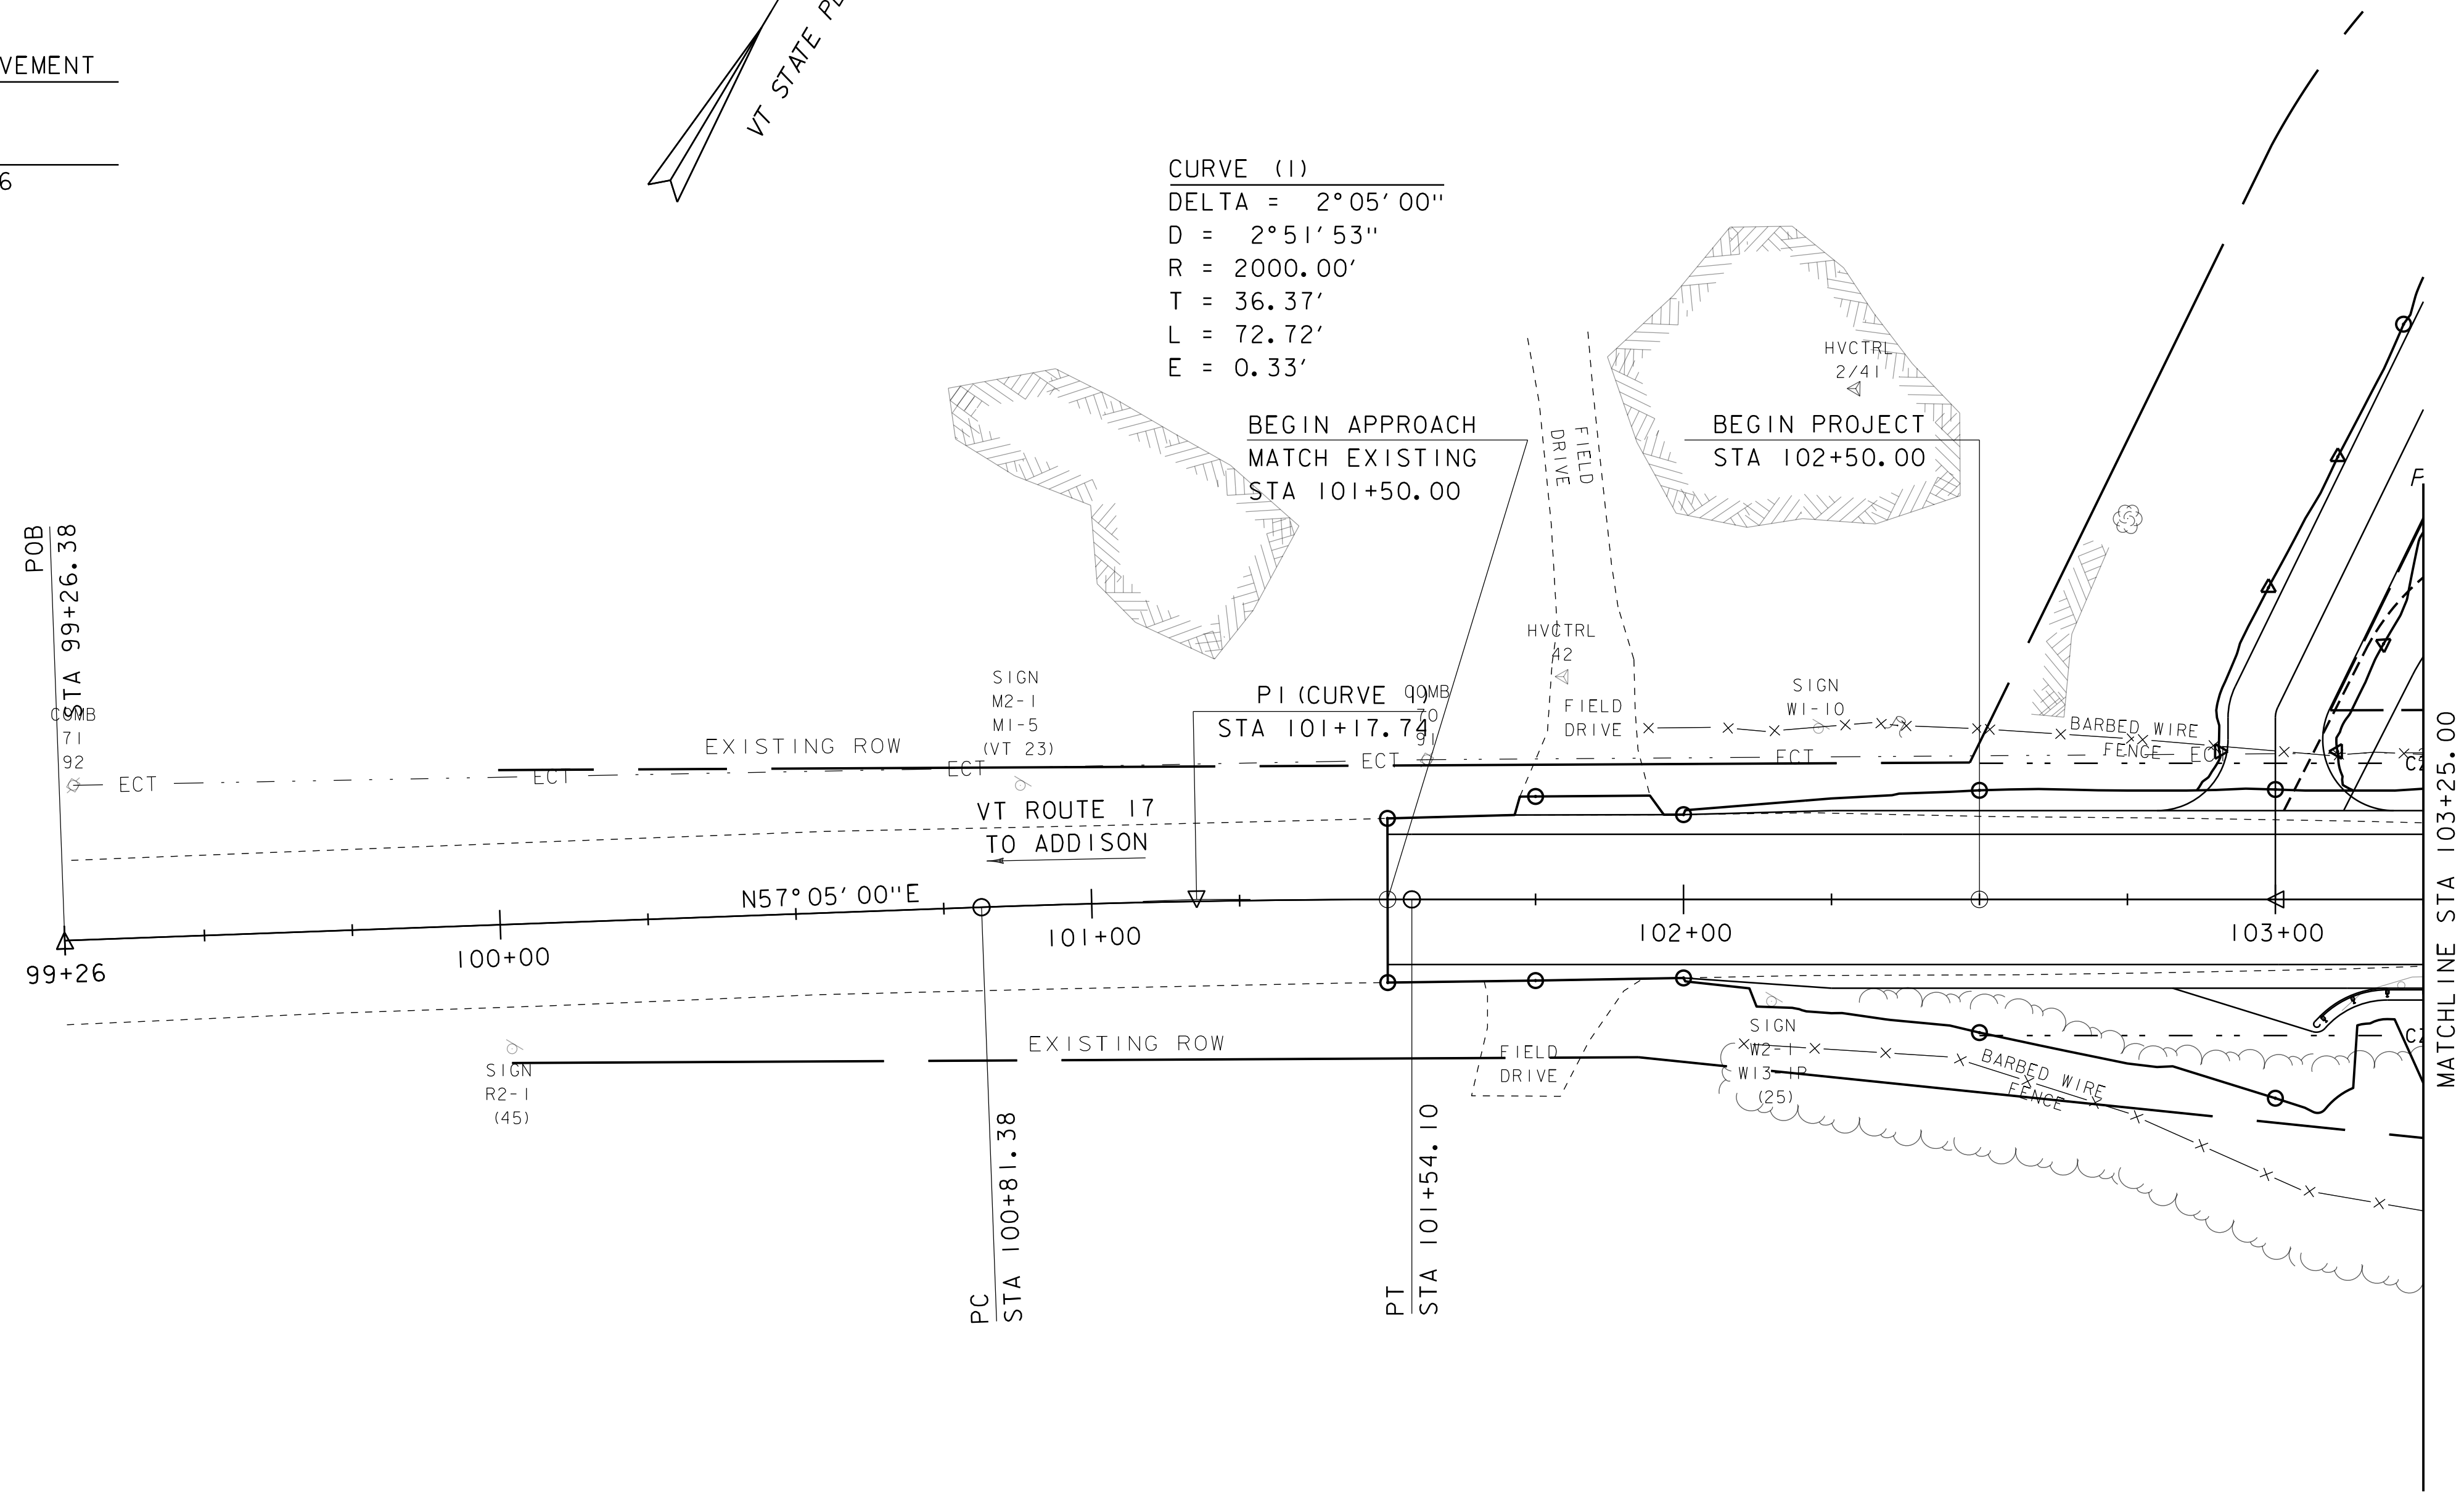 VEMENT
6
VT STATE
CURVE (1)
DELTA = 2°05'00"
D = 2°51'53"
R = 2000.00'
T = 36.37'
L = 72.72'
E = 0.33'
HVCTRL
2/41
BEGIN APPROACH
MATCH EXISTING
STA 101+50.00
FIELD
DRIVE
BEGIN PROJECT
STA 102+50.00
POB
STA 99+26.38
COMB
71
92
SIGN
M2-1
M1-5
(VT 23)
PI (CURVE 1)
STA 101+17.74
COMB
70
91
HVCTRL
42
FIELD
DRIVE
SIGN
W1-10
BARBED WIRE
FENCE
EXISTING ROW
ECT
ECT
ECT
ECT
ECT
ECT
VT ROUTE 17
TO ADDISON
N57°05'00"E
99+26
100+00
101+00
102+00
103+00
MATCHLINE STA 103+25.00
EXISTING ROW
SIGN
R2-1
(45)
FIELD
DRIVE
SIGN
W2-1
W13-1P
(25)
BARBED WIRE
FENCE
PC
STA 100+81.38
PT
STA 101+54.10